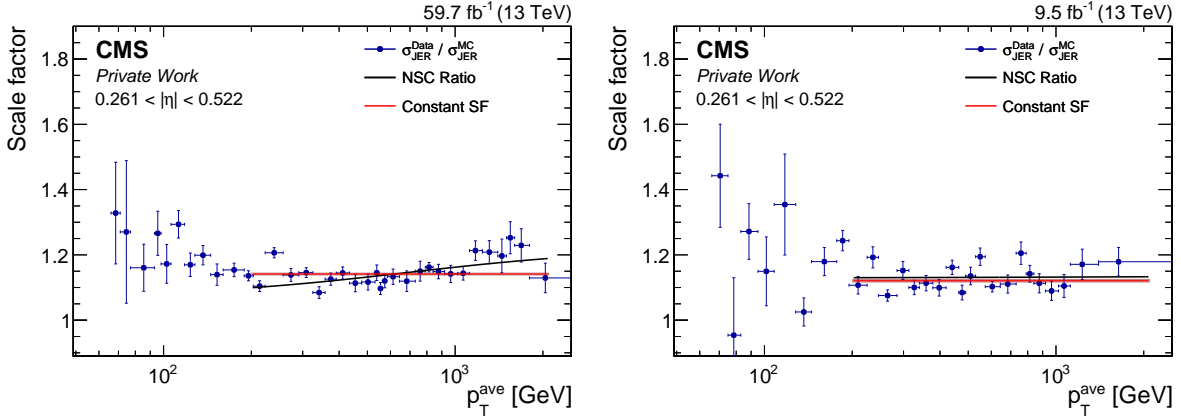 59.7 fb⁻¹ (13 TeV)
Scale factor
1.8
1.6
1.4
1.2
1
CMS
Private Work
0.261 < |η| < 0.522
σ_JER^Data / σ_JER^MC
NSC Ratio
Constant SF
10² 10³
p_T^ave [GeV]
9.5 fb⁻¹ (13 TeV)
Scale factor
1.8
1.6
1.4
1.2
1
CMS
Private Work
0.261 < |η| < 0.522
σ_JER^Data / σ_JER^MC
NSC Ratio
Constant SF
10² 10³
p_T^ave [GeV]